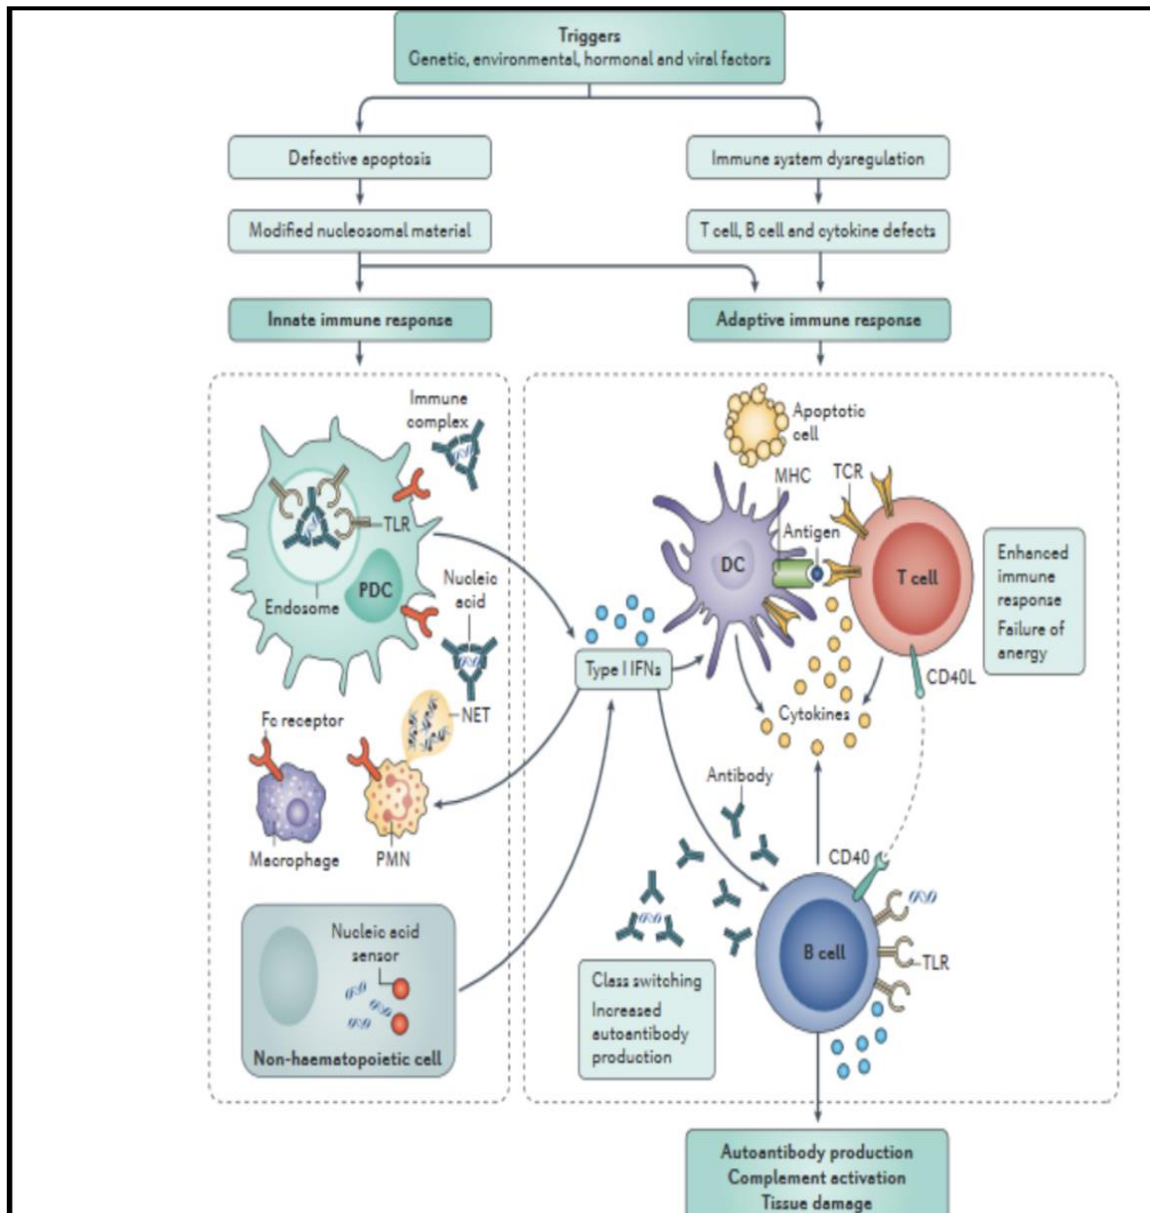 Triggers
Genetic, environmental, hormonal and viral factors
Defective apoptosis
Immune system dysregulation
Modified nucleosomal material
T cell, B cell and cytokine defects
Innate immune response
Adaptive immune response
Immune
complex
TLR
PDC
Endosome
Nucleic
acid
NET
Fc receptor
Macrophage
PMN
Nucleic acid
sensor
Non-haematopoietic cell
Type I IFNs
Apoptotic
cell
MHC
TCR
Antigen
DC
T cell
Enhanced
immune
response
Failure of
anergy
CD40L
Cytokines
Antibody
CD40
B cell
TLR
Class switching
Increased
autoantibody
production
Autoantibody production
Complement activation
Tissue damage